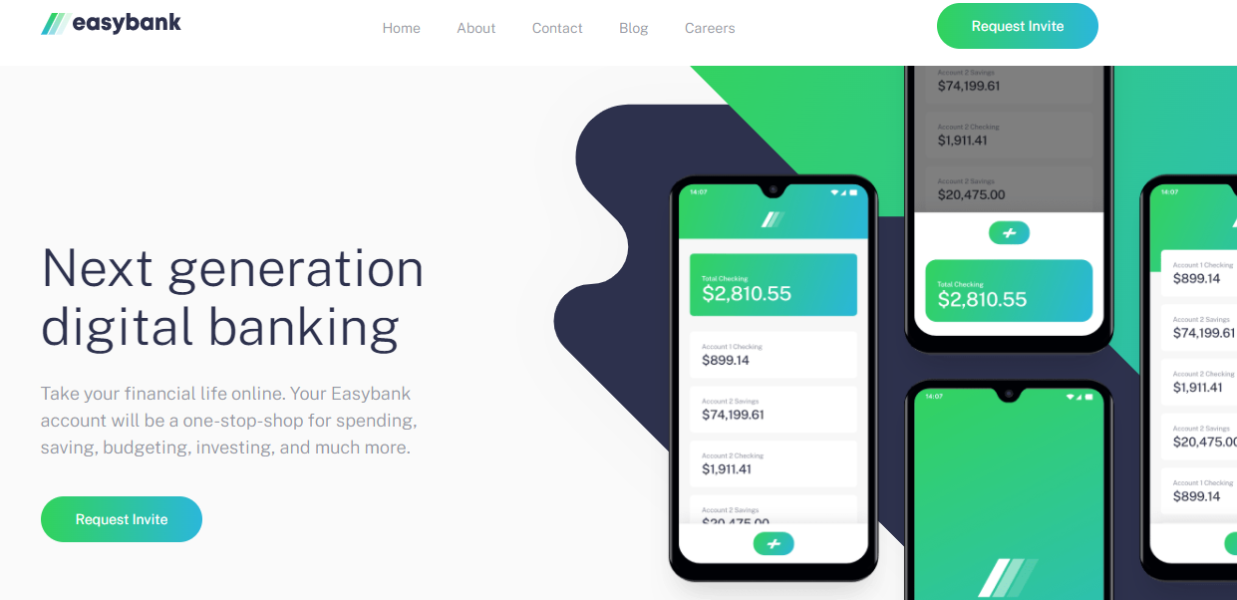 easybank
Home About Contact Blog Careers
Request Invite
Next generation
digital banking
Take your financial life online. Your Easybank
account will be a one-stop-shop for spending,
saving, budgeting, investing, and much more.
Request Invite
14:07
Total Checking
$2,810.55
Account 1 Checking
$899.14
Account 2 Savings
$74,199.61
Account 2 Checking
$1,911.41
Account 2 Savings
$20,475.00
Account 2 Savings
$74,199.61
Account 2 Checking
$1,911.41
Account 2 Savings
$20,475.00
Total Checking
$2,810.55
14:07
14:07
Account 1 Checking
$899.14
Account 2 Savings
$74,199.61
Account 2 Checking
$1,911.41
Account 2 Savings
$20,475.00
Account 1 Checking
$899.14